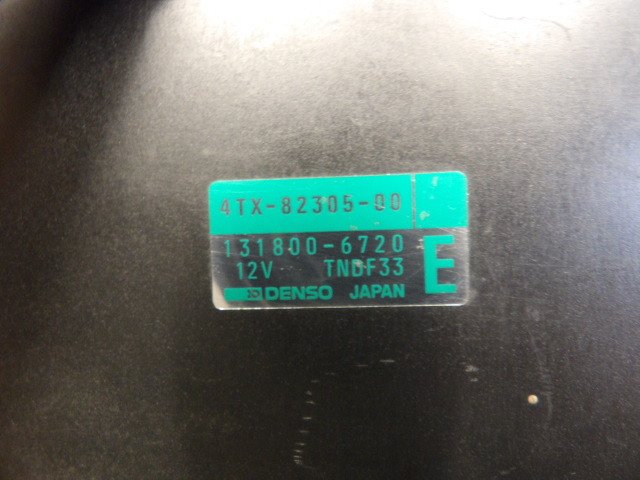 4TX-82305-00
131800-6720
12V TNDF33 E
DENSO JAPAN